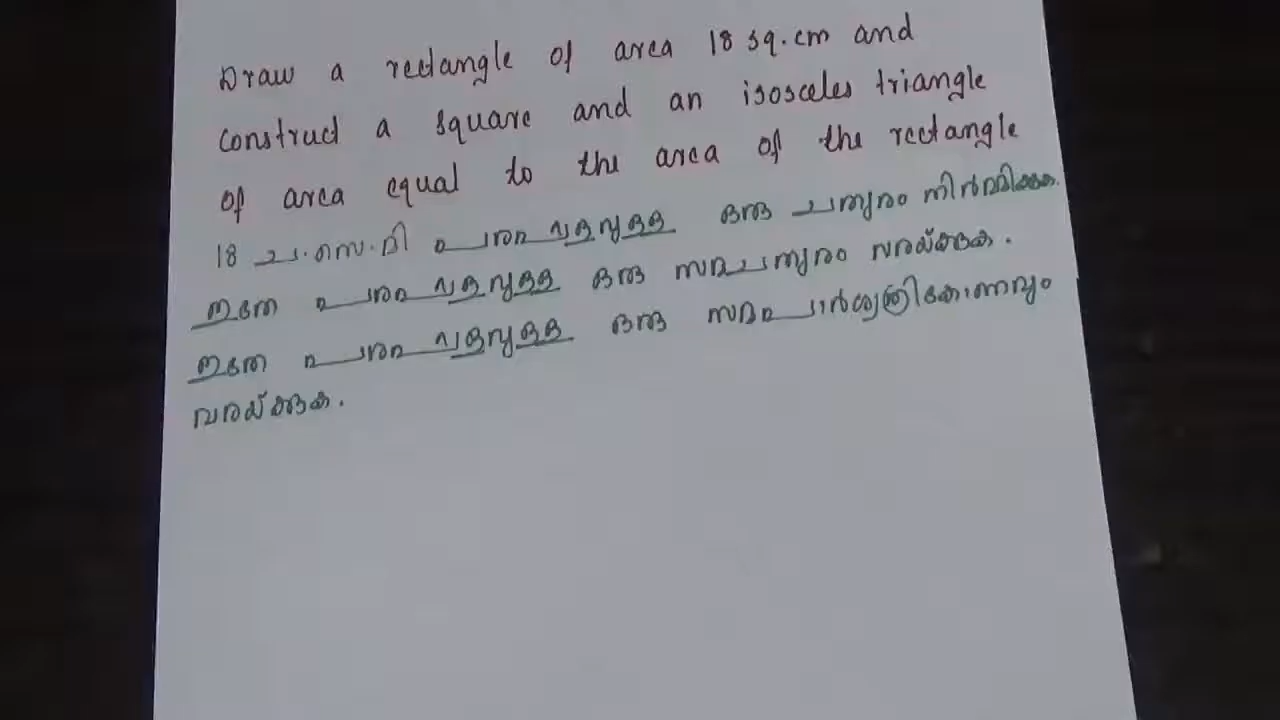 Draw a rectangle of area 18 sq.cm and
construct a square and an isosceles triangle
of area equal to the area of the rectangle
18 ച.സെ.മി പരപ്പളവുള്ള ഒരു ചതുരം നിർമ്മിക്കുക.
ഇതേ പരപ്പളവുള്ള ഒരു സമചതുരം വരയ്ക്കുക.
ഇതേ പരപ്പളവുള്ള ഒരു സമപാർശ്വത്രികോണവും
വരയ്ക്കുക.